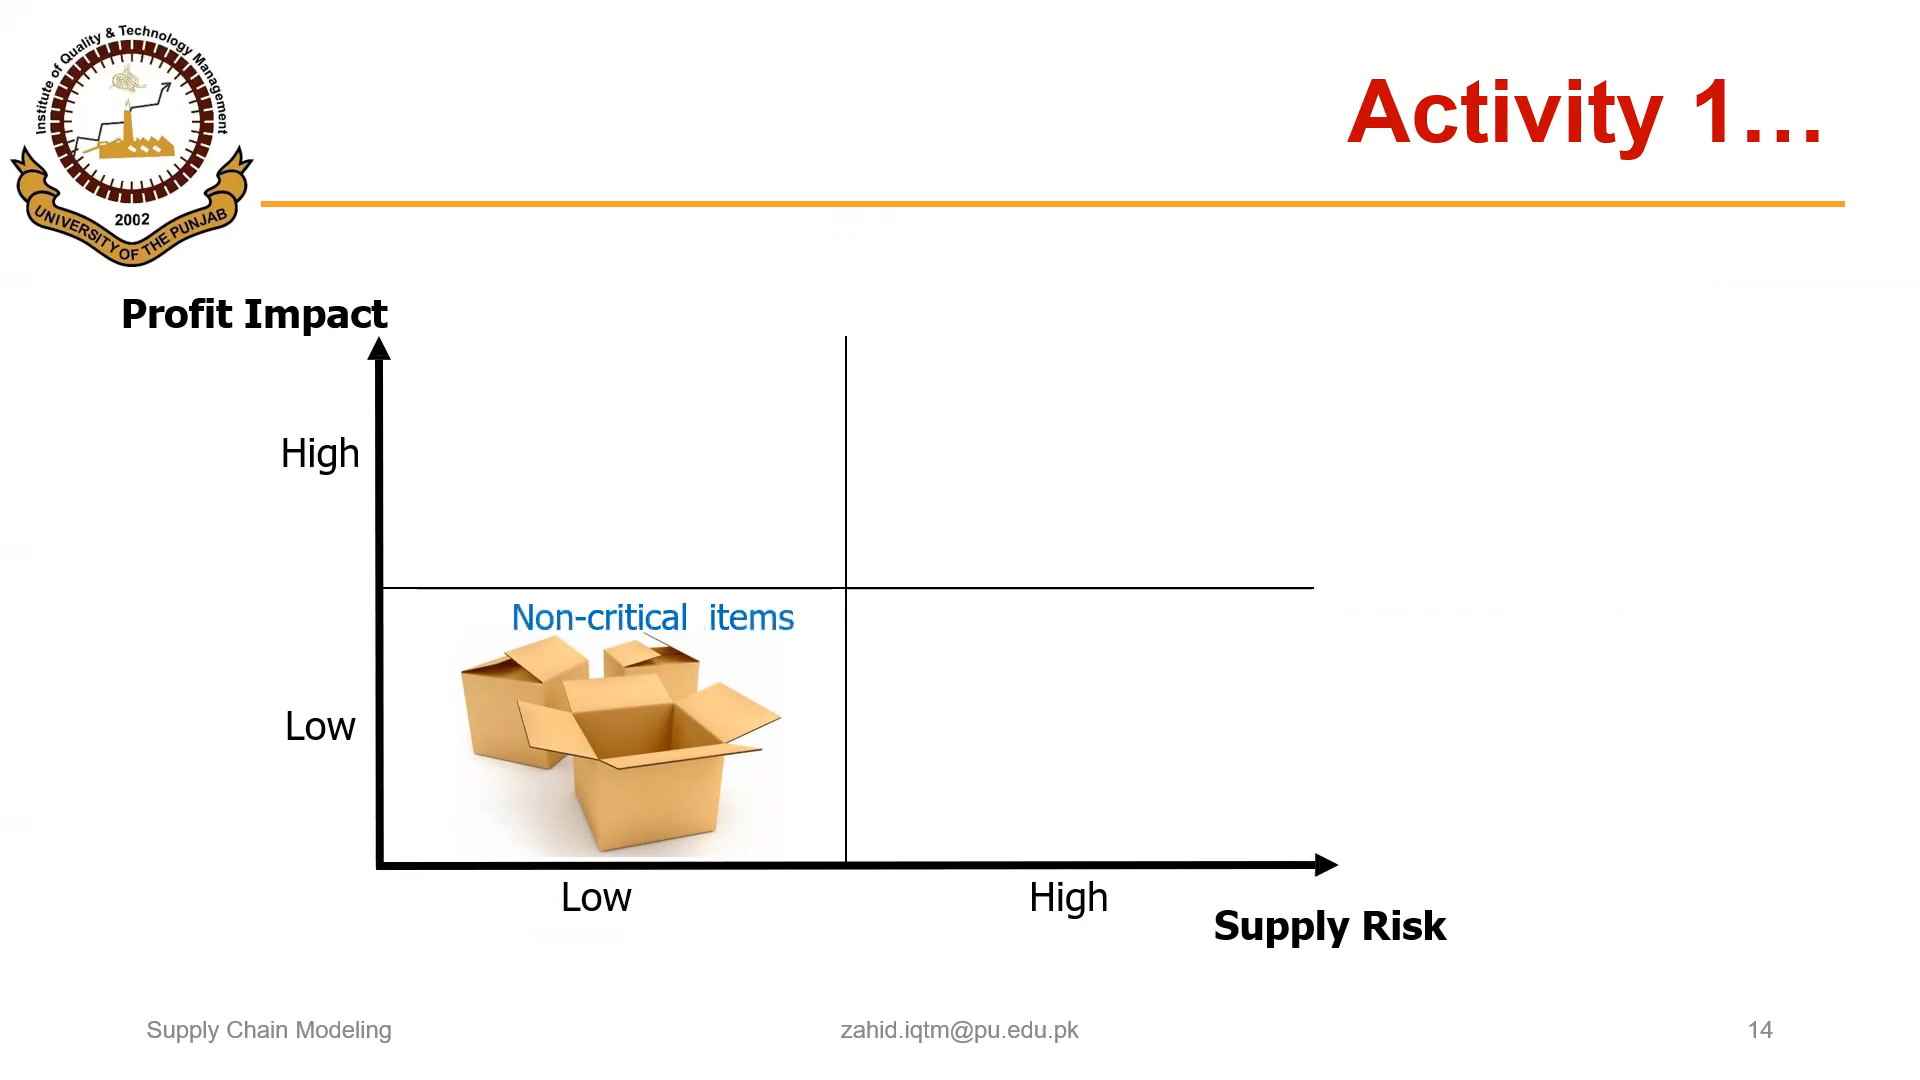 Institute of Quality & Technology Management
2002
UNIVERSITY OF THE PUNJAB
Activity 1...
Profit Impact
High
Non-critical items
Low
Low
High
Supply Risk
Supply Chain Modeling
zahid.iqtm@pu.edu.pk
14